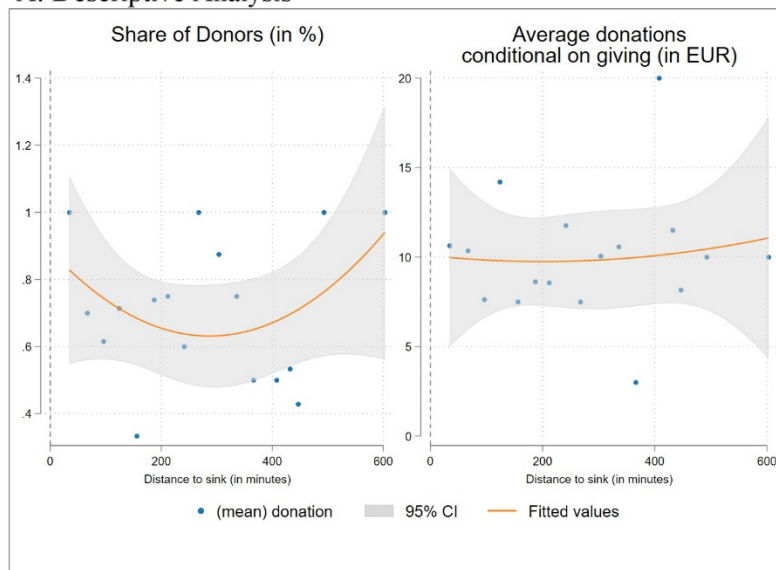 A. Descriptive Analysis
Share of Donors (in %)
1.4
1.2
1
.8
.6
.4
0
200
400
600
Distance to sink (in minutes)
Average donations
conditional on giving (in EUR)
20
15
10
5
0
0
200
400
600
Distance to sink (in minutes)
(mean) donation
95% CI
Fitted values